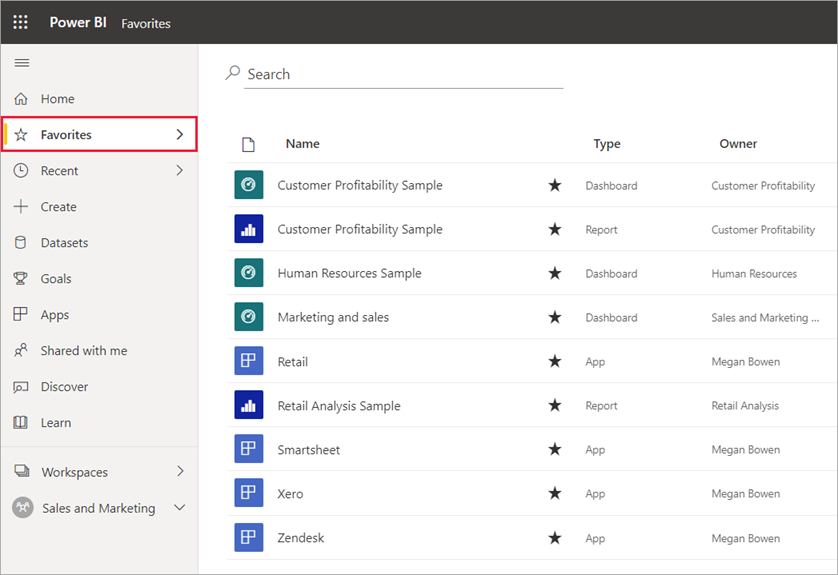 Power BI Favorites
Search
Home
Favorites
Recent
Create
Datasets
Goals
Apps
Shared with me
Discover
Learn
Workspaces
Sales and Marketing
Name Type Owner
Customer Profitability Sample Dashboard Customer Profitability
Customer Profitability Sample Report Customer Profitability
Human Resources Sample Dashboard Human Resources
Marketing and sales Dashboard Sales and Marketing ...
Retail App Megan Bowen
Retail Analysis Sample Report Retail Analysis
Smartsheet App Megan Bowen
Xero App Megan Bowen
Zendesk App Megan Bowen